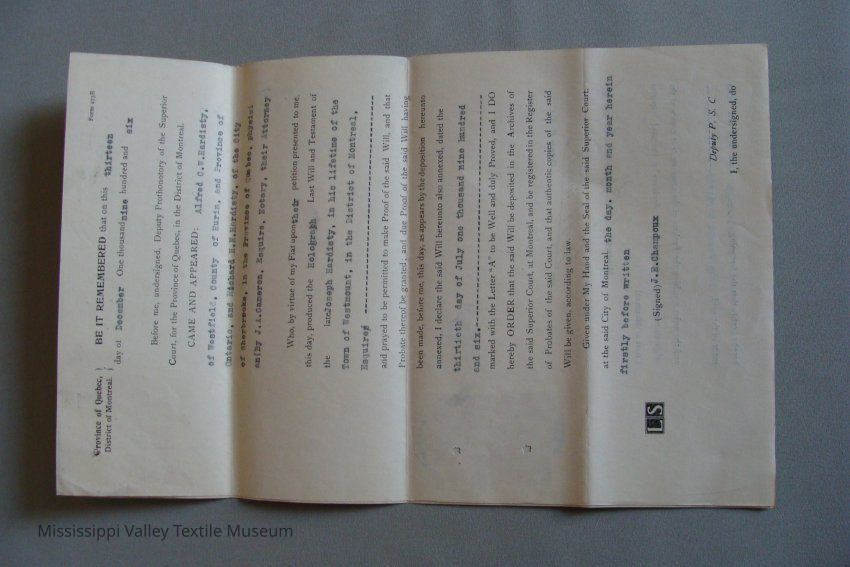 Form 273B
Province of Quebec,
District of Montreal.
BE IT REMEMBERED that on this thirteen
day of December One thousand nine hundred and six
Before me, undersigned, Deputy Prothonotory of the Superior
Court, for the Province of Quebec, in the District of Montreal.
CAME AND APPEARED: Alfred C.W.Hardisty,
of Westfield, County of Huron, and Province of
Ontario, and Richard .M.Hardisty, of the City
of Sherbrooke, in the Province of Quebec, physici
an(By J.A.Cameron, Esquire, Notary, their Attorney
Who, by virtue of my Fiat upon their petition presented to me,
this day, produced the Holograph Last Will and Testament of
the late Joseph Hardisty, in his lifetime of the
Town of Westmount, in the District of Montreal,
Esquire
and prayed to be permitted to make Proof of the said Will, and that
Probate thereof be granted; and due Proof of the said Will having
been made, before me, this day, as appears by the deposition hereunto
annexed, I declare the said Will hereunto also annexed, dated the
thirtieth day of July one thousand nine hundred
and six,
marked with the Letter "A" to be Well and duly Proved; and I DO
hereby ORDER that the said Will be deposited in the Archives of
the said Superior Court, at Montreal, and be registered in the Register
of Probates of the said Court, and that authentic copies of the said
Will be given, according to law.
Given under My Hand and the Seal of the said Superior Court;
at the said City of Montreal. the day, month and year herein
firstly before written
(Signed) J.E.Champoux
LS
Deputy P. S. C
I, the undersigned, do
Mississippi Valley Textile Museum